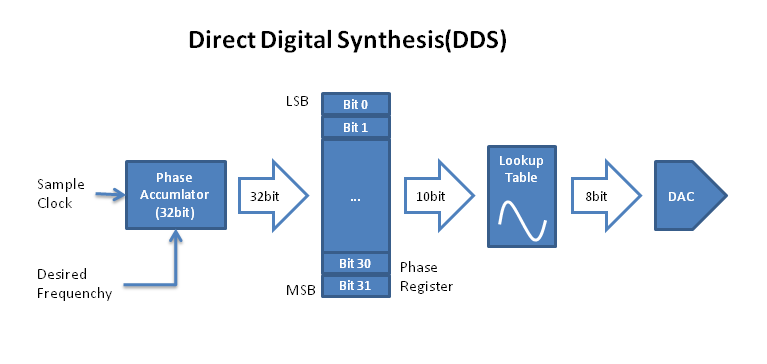 Direct Digital Synthesis(DDS)
LSB
Bit 0
Bit 1
Sample
Clock
Phase
Accumlator
(32bit)
32bit
...
10bit
Lookup
Table
8bit
DAC
Desired
Frequenchy
Bit 30
MSB
Bit 31
Phase
Register